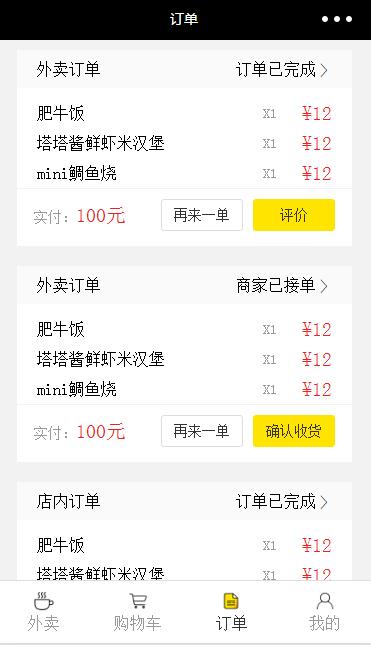 订单
外卖订单 订单已完成
肥牛饭 X1 ¥12
塔塔酱鲜虾米汉堡 X1 ¥12
mini鲷鱼烧 X1 ¥12
实付：100元 再来一单 评价
外卖订单 商家已接单
肥牛饭 X1 ¥12
塔塔酱鲜虾米汉堡 X1 ¥12
mini鲷鱼烧 X1 ¥12
实付：100元 再来一单 确认收货
店内订单 订单已完成
肥牛饭 X1 ¥12
塔塔酱鲜虾米汉堡 X1 ¥12
外卖 购物车 订单 我的